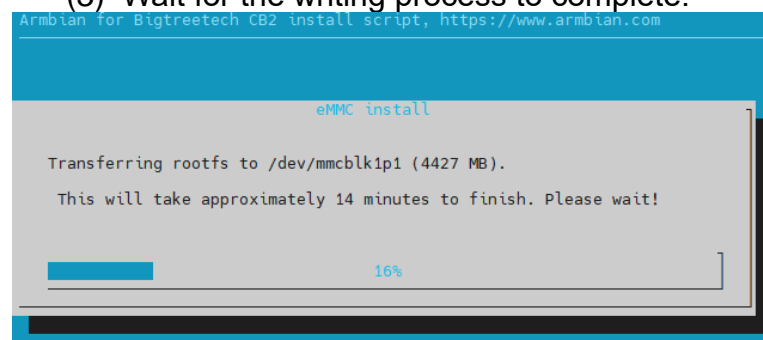 (8) Wait for the writing process to complete.
Armbian for Bigtreetech CB2 install script, https://www.armbian.com
eMMC install
Transferring rootfs to /dev/mmcblk1p1 (4427 MB).
This will take approximately 14 minutes to finish. Please wait!
16%